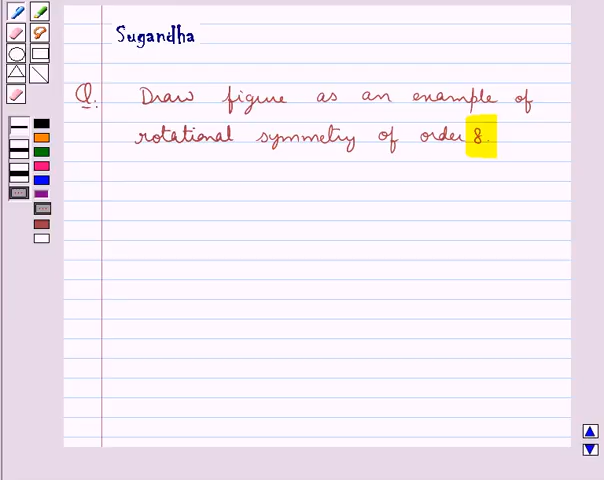 Sugandha
Q. Draw figure as an example of
rotational symmetry of order 8.